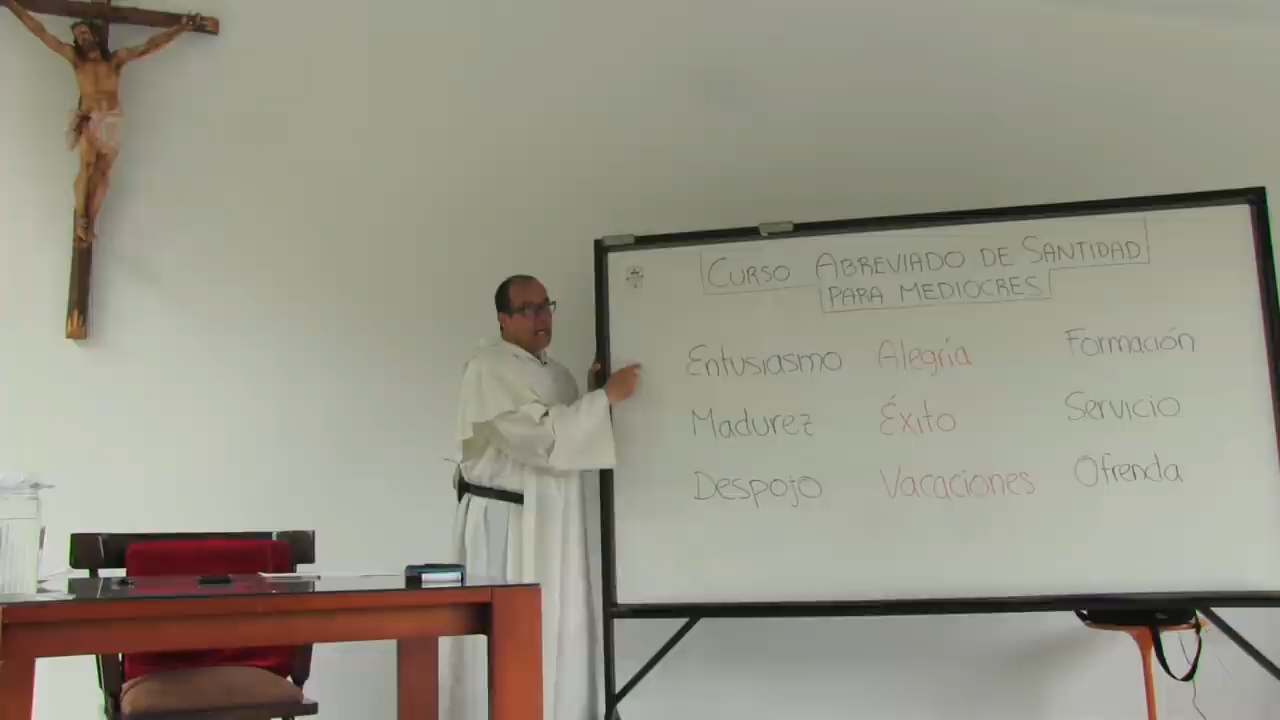 CURSO ABREVIADO DE SANTIDAD
PARA MEDIOCRES
Entusiasmo Alegría Formación
Madurez Éxito Servicio
Despojo Vacaciones Ofrenda